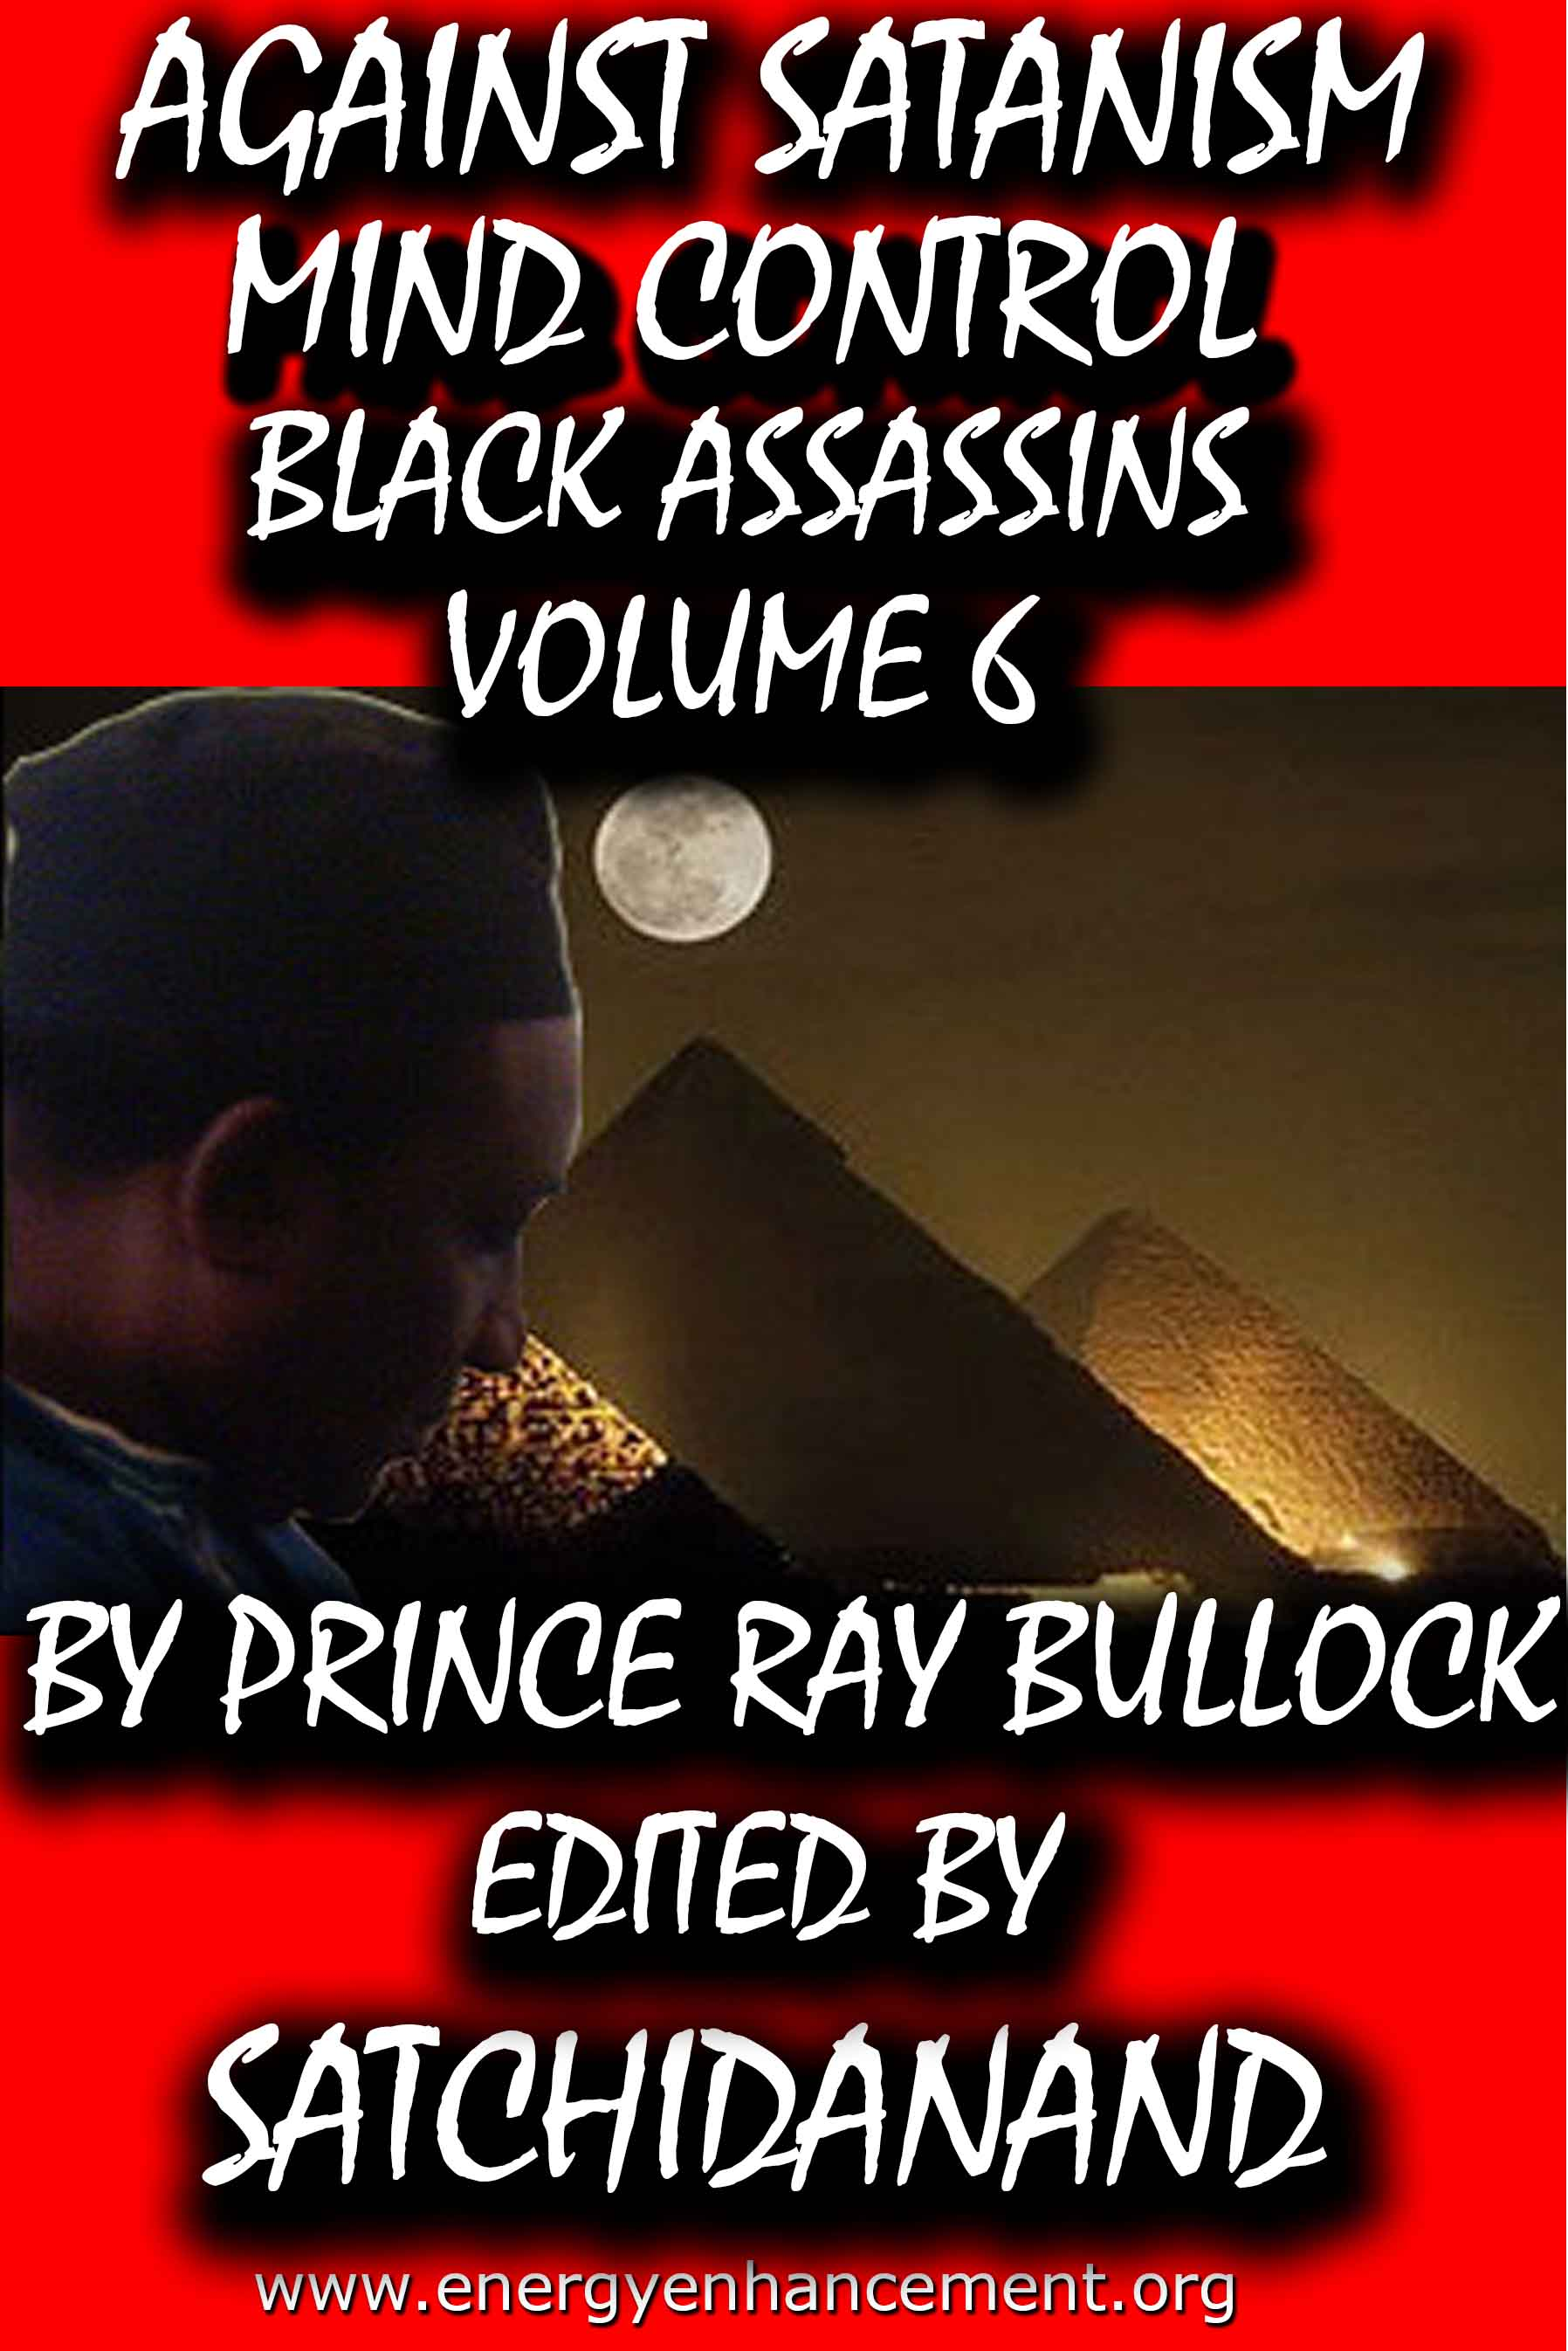 AGAINST SATANISM
MIND CONTROL
BLACK ASSASSINS
VOLUME 6
BY PRINCE RAY BULLOCK
EDITED BY
SATCHIDANAND
www.energyenhancement.org